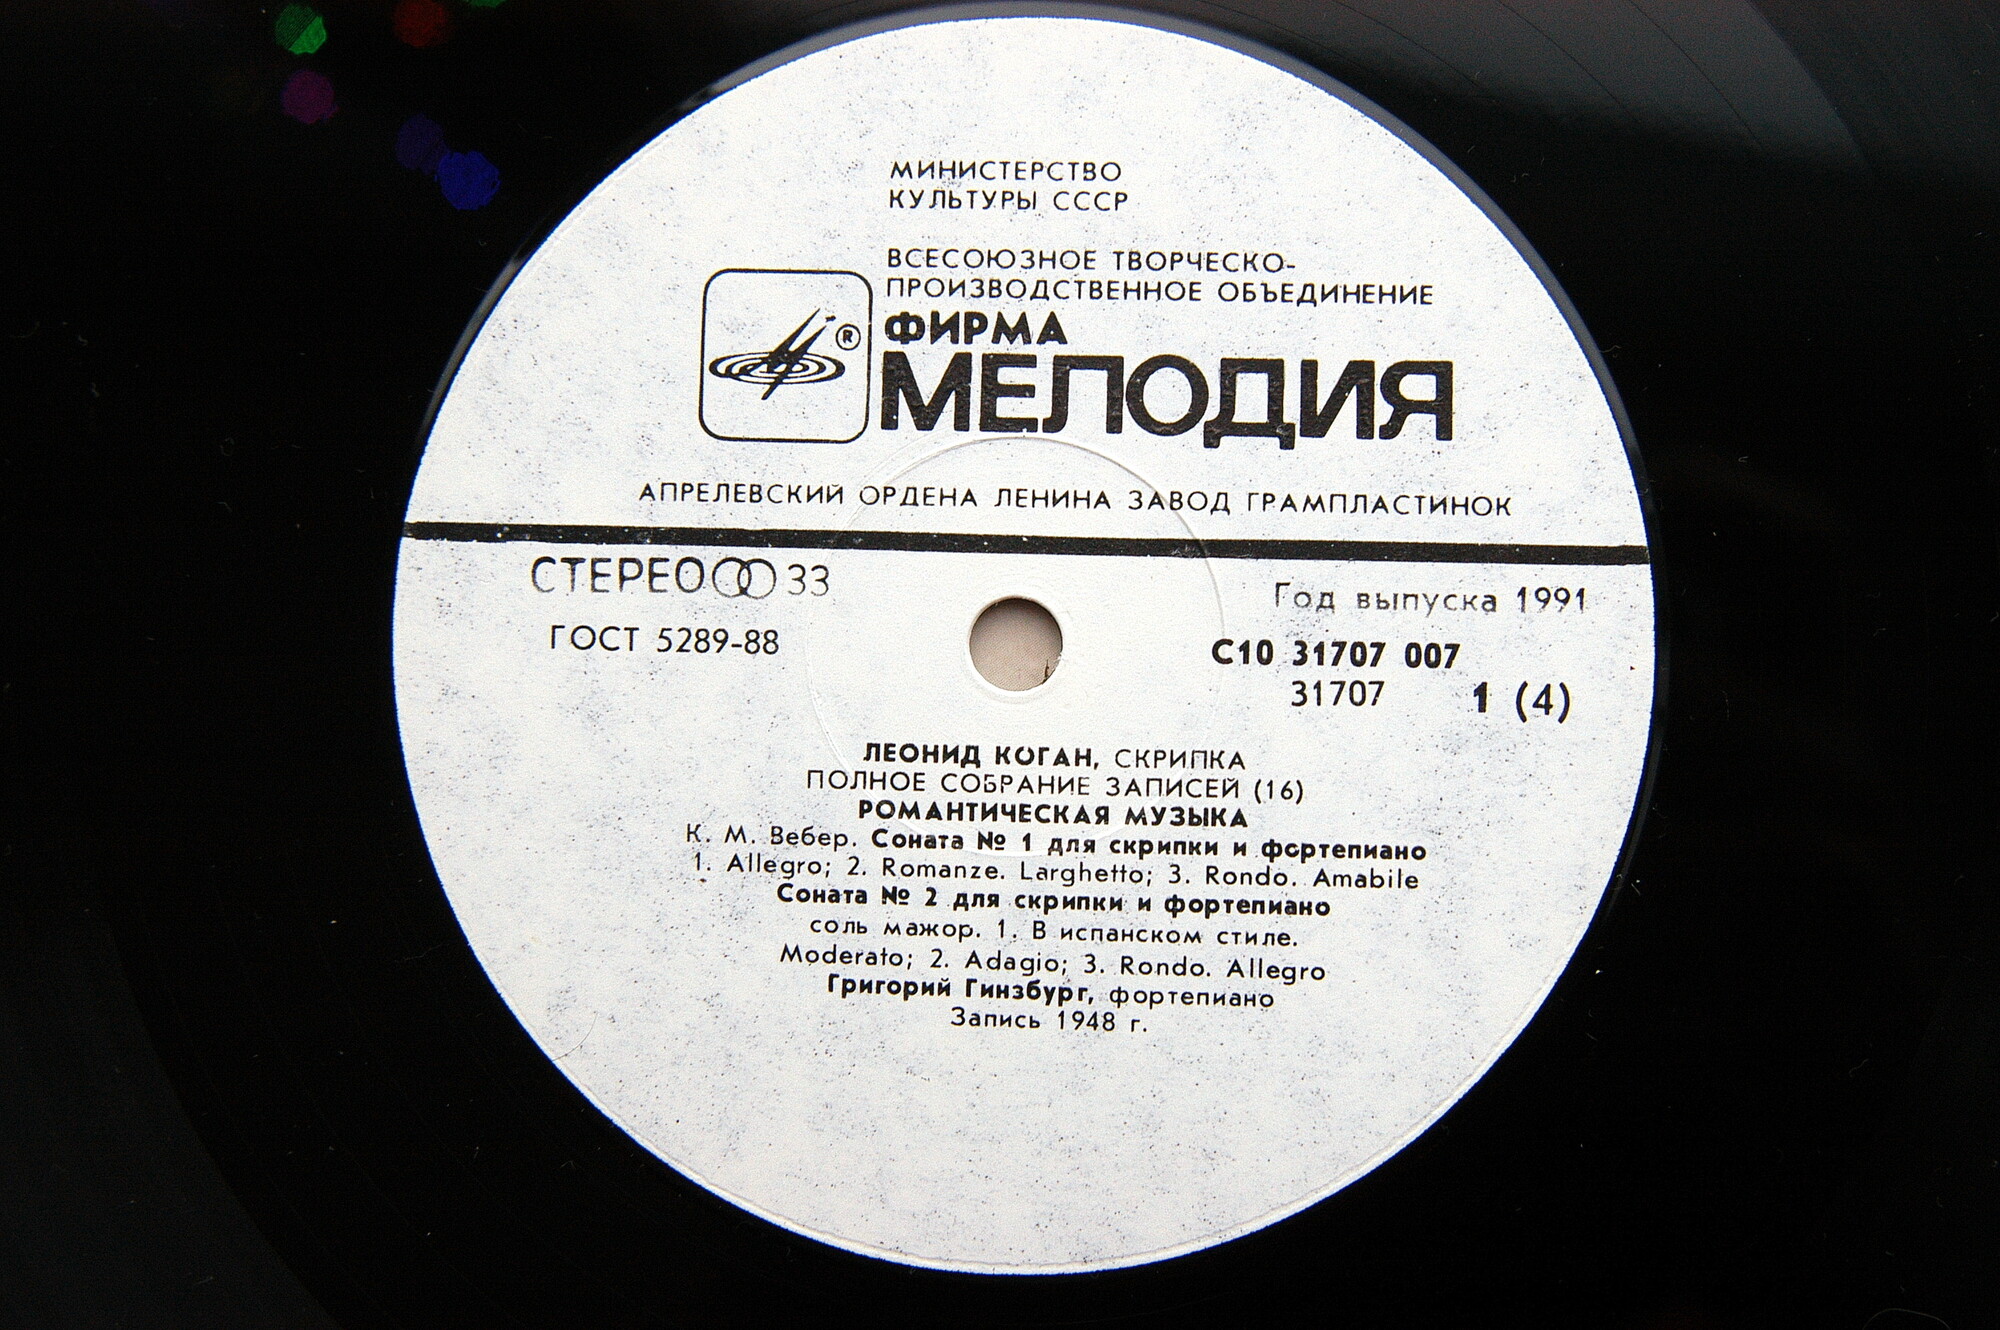 МИНИСТЕРСТВО
КУЛЬТУРЫ СССР
ВСЕСОЮЗНОЕ ТВОРЧЕСКО-
ПРОИЗВОДСТВЕННОЕ ОБЪЕДИНЕНИЕ
ФИРМА
®
МЕЛОДИЯ
АПРЕЛЕВСКИЙ ОРДЕНА ЛЕНИНА ЗАВОД ГРАМПЛАСТИНОК
СТЕРЕО 33
Год выпуска 1991
ГОСТ 5289-88
С10 31707 007
31707 1 (4)
ЛЕОНИД КОГАН, СКРИПКА
ПОЛНОЕ СОБРАНИЕ ЗАПИСЕЙ (16)
РОМАНТИЧЕСКАЯ МУЗЫКА
К. М. Вебер. Соната № 1 для скрипки и фортепиано
1. Allegro; 2. Romanze. Larghetto; 3. Rondo. Amabile
Соната № 2 для скрипки и фортепиано
соль мажор. 1. В испанском стиле.
Moderato; 2. Adagio; 3. Rondo. Allegro
Григорий Гинзбург, фортепиано
Запись 1948 г.